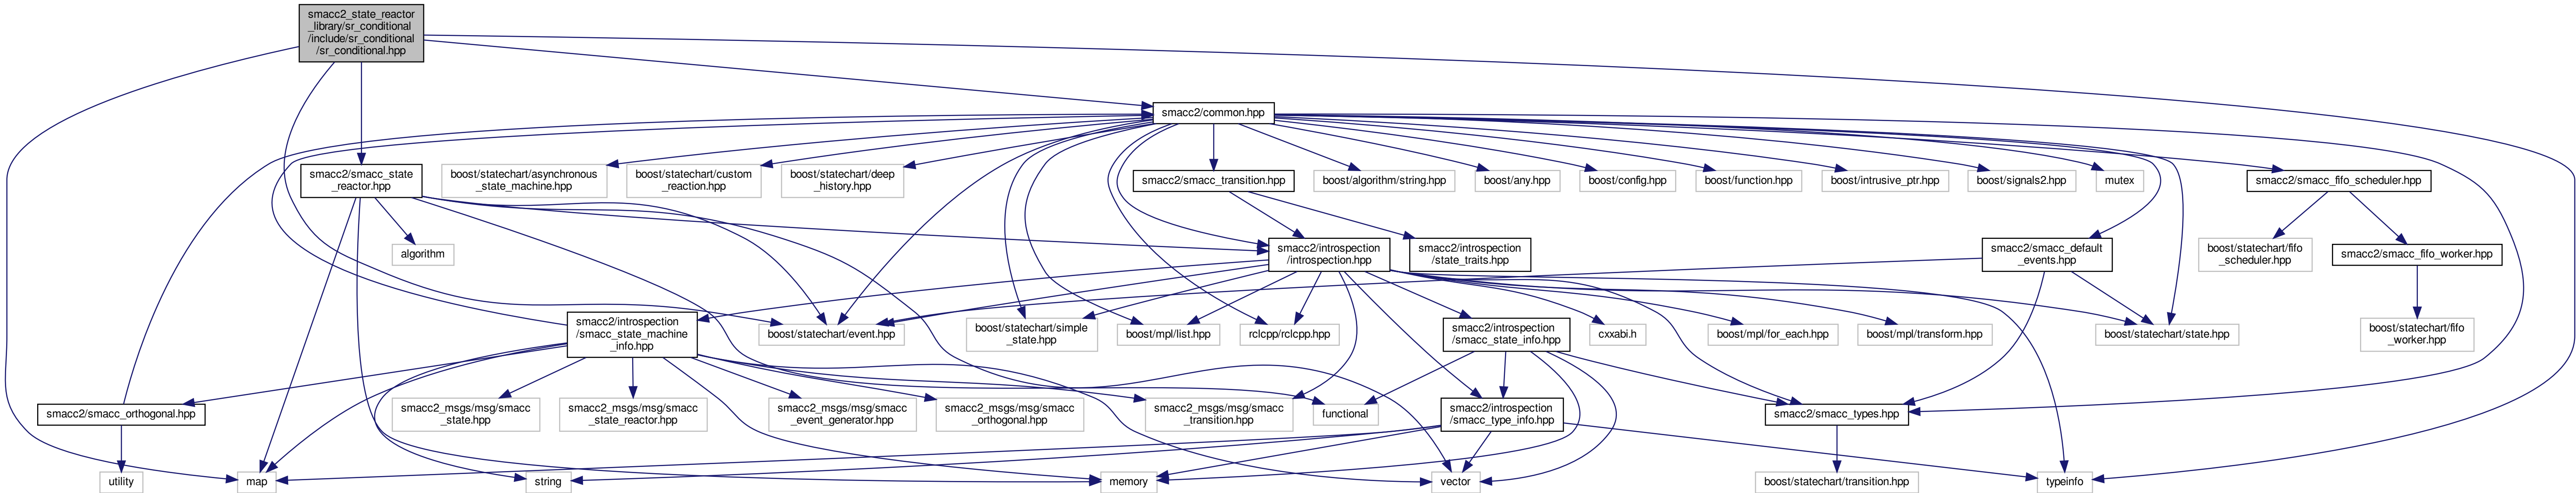 smacc2_state_reactor
_library/sr_conditional
/include/sr_conditional
/sr_conditional.hpp
smacc2/common.hpp
smacc2/smacc_state
_reactor.hpp
boost/statechart/asynchronous
_state_machine.hpp
boost/statechart/custom
_reaction.hpp
boost/statechart/deep
_history.hpp
smacc2/smacc_transition.hpp
boost/algorithm/string.hpp
boost/any.hpp
boost/config.hpp
boost/function.hpp
boost/intrusive_ptr.hpp
boost/signals2.hpp
mutex
smacc2/smacc_fifo_scheduler.hpp
algorithm
smacc2/introspection
/introspection.hpp
smacc2/introspection
/state_traits.hpp
smacc2/smacc_default
_events.hpp
boost/statechart/fifo
_scheduler.hpp
smacc2/smacc_fifo_worker.hpp
smacc2/introspection
/smacc_state_machine
_info.hpp
boost/statechart/event.hpp
boost/statechart/simple
_state.hpp
boost/mpl/list.hpp
rclcpp/rclcpp.hpp
smacc2/introspection
/smacc_state_info.hpp
cxxabi.h
boost/mpl/for_each.hpp
boost/mpl/transform.hpp
boost/statechart/state.hpp
boost/statechart/fifo
_worker.hpp
smacc2/smacc_orthogonal.hpp
smacc2_msgs/msg/smacc
_state.hpp
smacc2_msgs/msg/smacc
_state_reactor.hpp
smacc2_msgs/msg/smacc
_event_generator.hpp
smacc2_msgs/msg/smacc
_orthogonal.hpp
smacc2_msgs/msg/smacc
_transition.hpp
functional
smacc2/introspection
/smacc_type_info.hpp
smacc2/smacc_types.hpp
utility
map
string
memory
vector
boost/statechart/transition.hpp
typeinfo